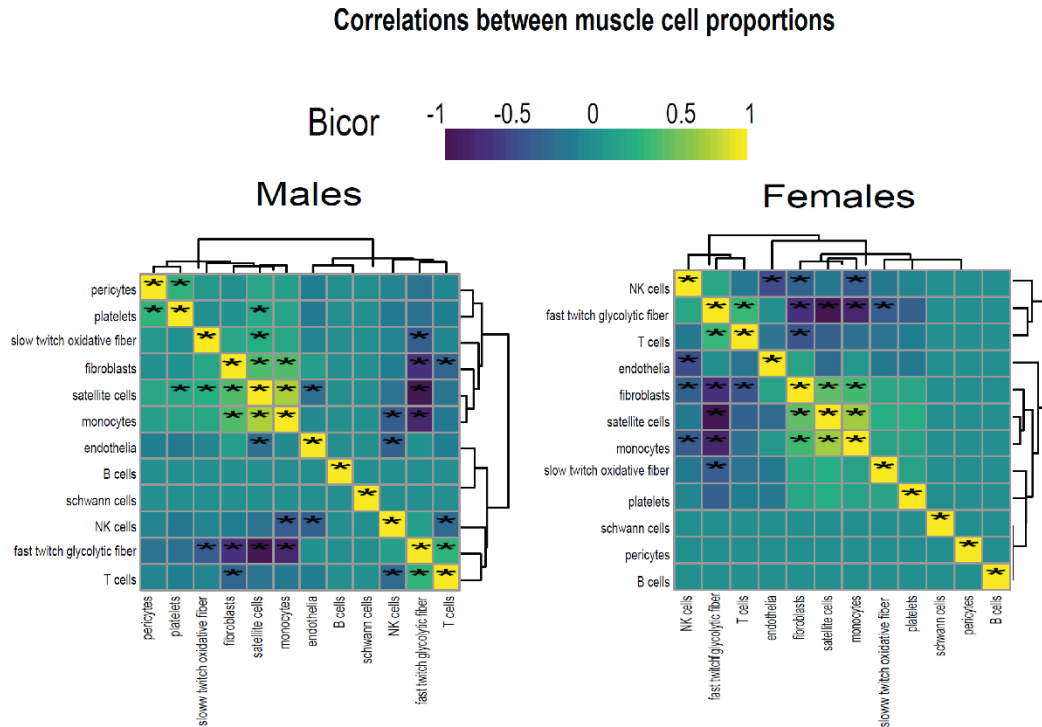 Correlations between muscle cell proportions
Bicor
-1 -0.5 0 0.5 1
Males
Females
pericytes
platelets
slow twitch oxidative fiber
fibroblasts
satellite cells
monocytes
endothelia
B cells
schwann cells
NK cells
fast twitch glycolytic fiber
T cells
pericytes
platelets
sloww twitch oxidative fiber
fibroblasts
satellite cells
monocytes
endothelia
B cells
schwann cells
NK cells
fast twitch glycolytic fiber
T cells
NK cells
fast twitch glycolytic fiber
T cells
endothelia
fibroblasts
satellite cells
monocytes
slow twitch oxidative fiber
platelets
schwann cells
pericytes
B cells
NK cells
fast twitchf glycolytic fiber
T cells
endothelia
fibroblasts
satellite cells
monocytes
sloww twitch oxidative fiber
platelets
schwann cells
pericytes
B cells